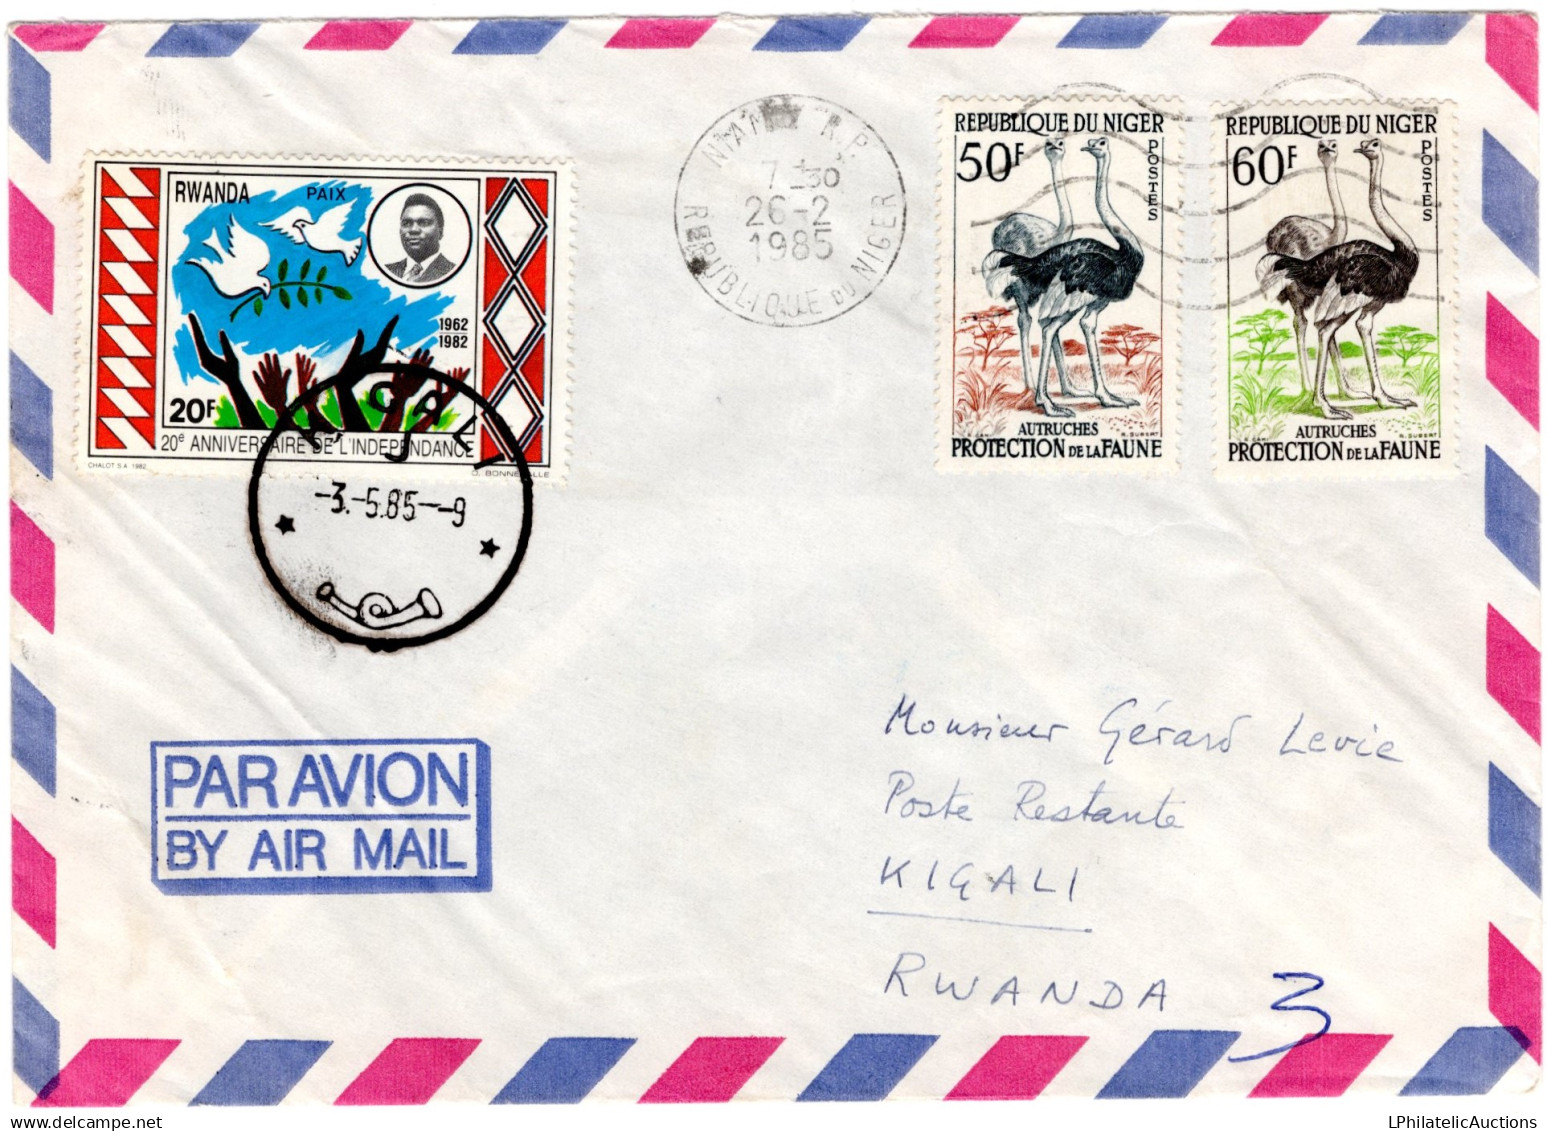 RWANDA
PAIX
1962
1982
20F
20e ANNIVERSAIRE DE L'INDEPENDANCE
CHALOT S.A. 1982
KIGALI
-3.-5.85--9
NIAMEY R.P.
7-30
26-2
1985
REPUBLIQUE DU NIGER
REPUBLIQUE DU NIGER
50F
POSTES
AUTRUCHES
PROTECTION DE LA FAUNE
REPUBLIQUE DU NIGER
60F
POSTES
AUTRUCHES
PROTECTION DE LA FAUNE
PAR AVION
BY AIR MAIL
Monsieur Gérard Levie
Poste Restante
KIGALI
RWANDA
3
LPhilatelicAuctions